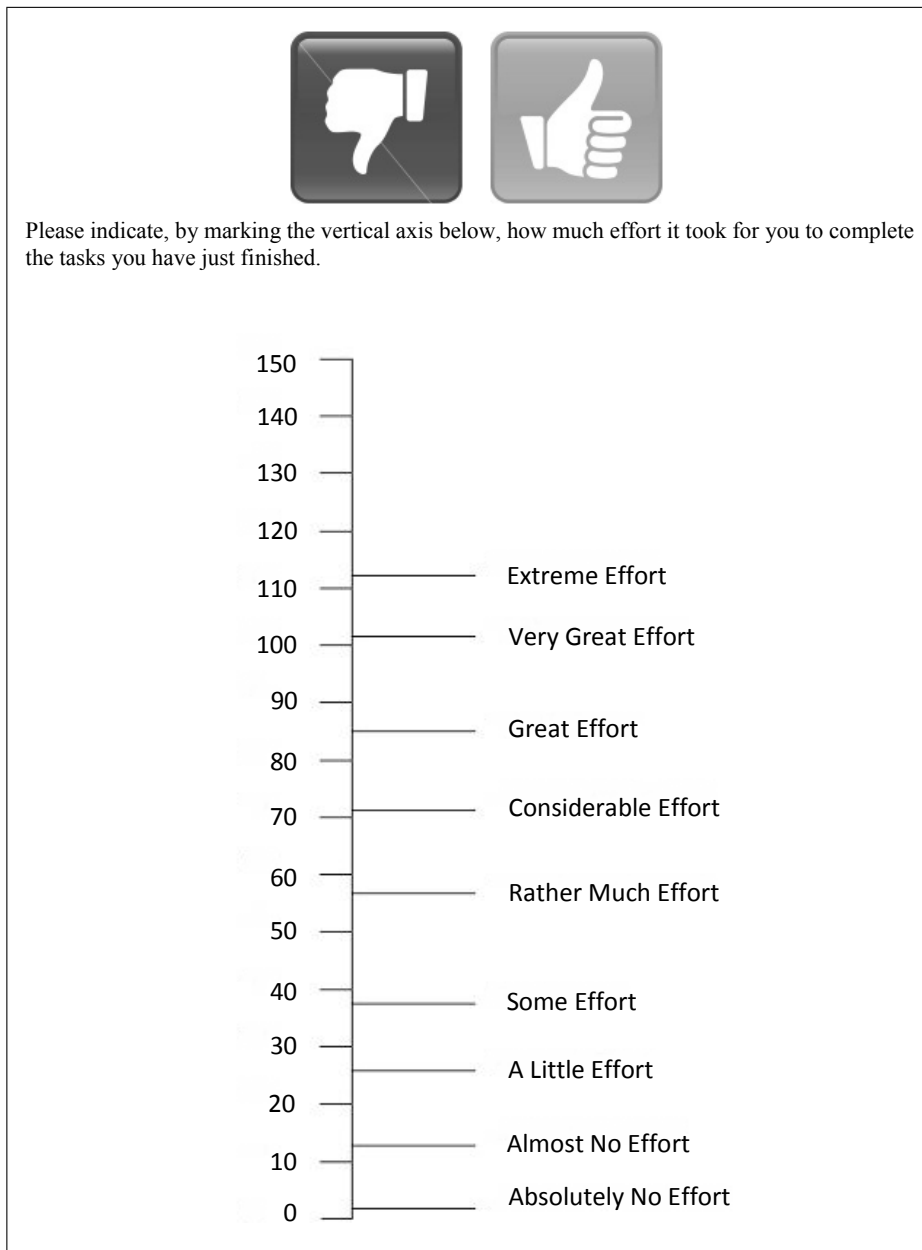 Please indicate, by marking the vertical axis below, how much effort it took for you to complete
the tasks you have just finished.
150
140
130
120
Extreme Effort
110
Very Great Effort
100
90
Great Effort
80
Considerable Effort
70
60
Rather Much Effort
50
40
Some Effort
30
A Little Effort
20
Almost No Effort
10
Absolutely No Effort
0